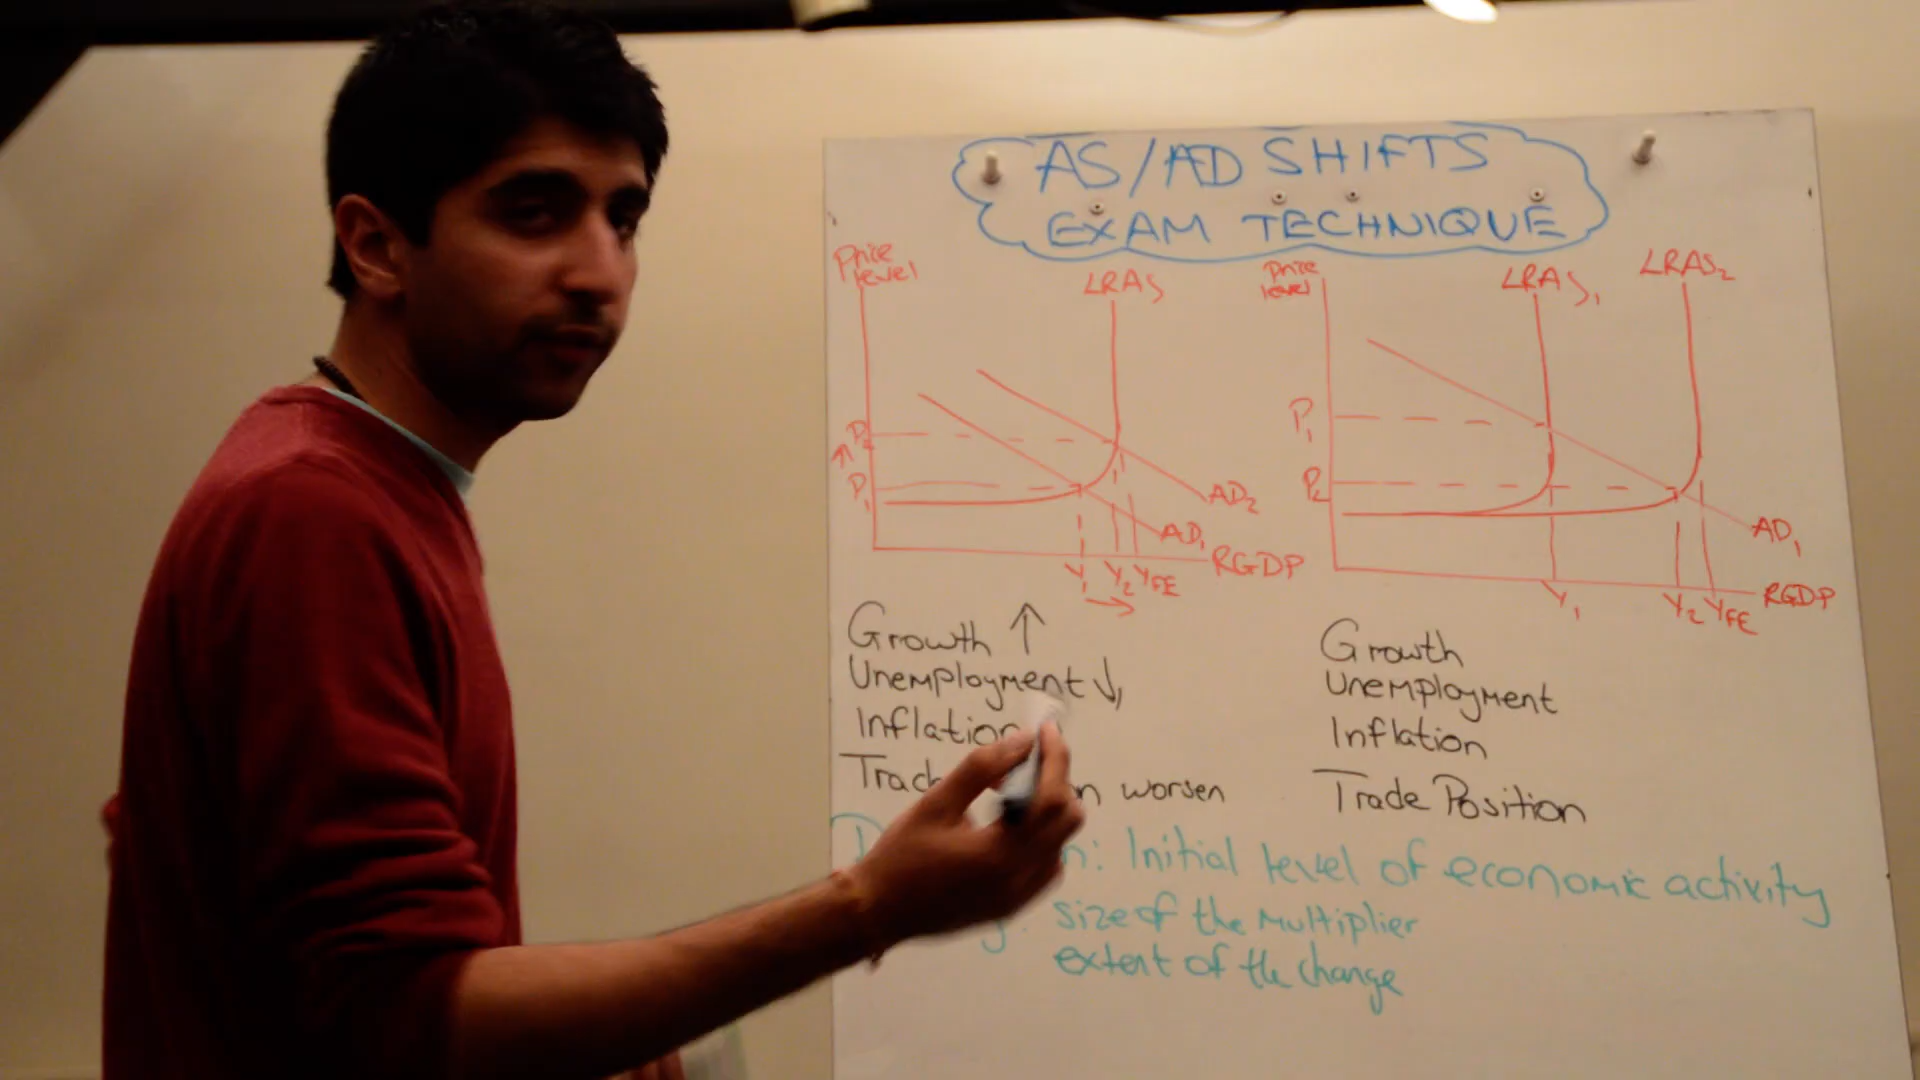 AS/AD SHIFTS
EXAM TECHNIQUE
Price
level
LRAS
P2
P1
AD2
AD1
Y1 Y2 YFE
RGDP
Price
level
LRAS1
LRAS2
P1
P2
AD1
Y1 Y2 YFE
RGDP
Growth ↑
Unemployment ↓
Inflation
worsen
Growth
Unemployment
Inflation
Trade Position
Initial level of economic activity
size of the multiplier
extent of the change